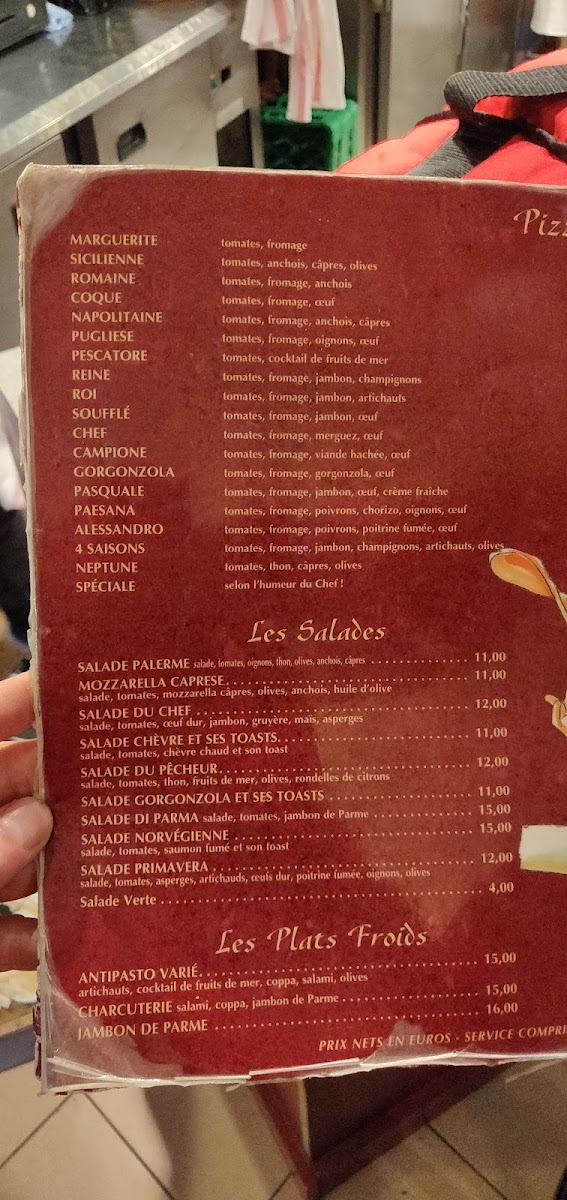 Pizz
MARGUERITE tomates, fromage
SICILIENNE tomates, anchois, câpres, olives
ROMAINE tomates, fromage, anchois
COQUE tomates, fromage, œuf
NAPOLITAINE tomates, fromage, anchois, câpres
PUGLIESE tomates, fromage, oignons, œuf
PESCATORE tomates, cocktail de fruits de mer
REINE tomates, fromage, jambon, champignons
ROI tomates, fromage, jambon, artichauts
SOUFFLÉ tomates, fromage, jambon, œuf
CHEF tomates, fromage, merguez, œuf
CAMPIONE tomates, fromage, viande hachée, œuf
GORGONZOLA tomates, fromage, gorgonzola, œuf
PASQUALE tomates, fromage, jambon, œuf, crème fraiche
PAESANA tomates, fromage, poivrons, chorizo, oignons, œuf
ALESSANDRO tomates, fromage, poivrons, poitrine fumée, œuf
4 SAISONS tomates, fromage, jambon, champignons, artichauts, olives
NEPTUNE tomates, thon, câpres, olives
SPÉCIALE selon l'humeur du Chef !
Les Salades
SALADE PALERME salade, tomates, oignons, thon, olives, anchois, câpres 11,00
MOZZARELLA CAPRESE 11,00
salade, tomates, mozzarella câpres, olives, anchois, huile d'olive
SALADE DU CHEF 12,00
salade, tomates, œuf dur, jambon, gruyère, maïs, asperges
SALADE CHÈVRE ET SES TOASTS 11,00
salade, tomates, chèvre chaud et son toast
SALADE DU PÊCHEUR 12,00
salade, tomates, thon, fruits de mer, olives, rondelles de citrons
SALADE GORGONZOLA ET SES TOASTS 11,00
SALADE DI PARMA salade, tomates, jambon de Parme 15,00
SALADE NORVÉGIENNE 15,00
salade, tomates, saumon fumé et son toast
SALADE PRIMAVERA 12,00
salade, tomates, asperges, artichauds, œufs dur, poitrine fumée, oignons, olives
Salade Verte 4,00
Les Plats Froids
ANTIPASTO VARIÉ 15,00
artichauts, cocktail de fruits de mer, coppa, salami, olives
CHARCUTERIE salami, coppa, jambon de Parme 15,00
JAMBON DE PARME 16,00
PRIX NETS EN EUROS - SERVICE COMPRI